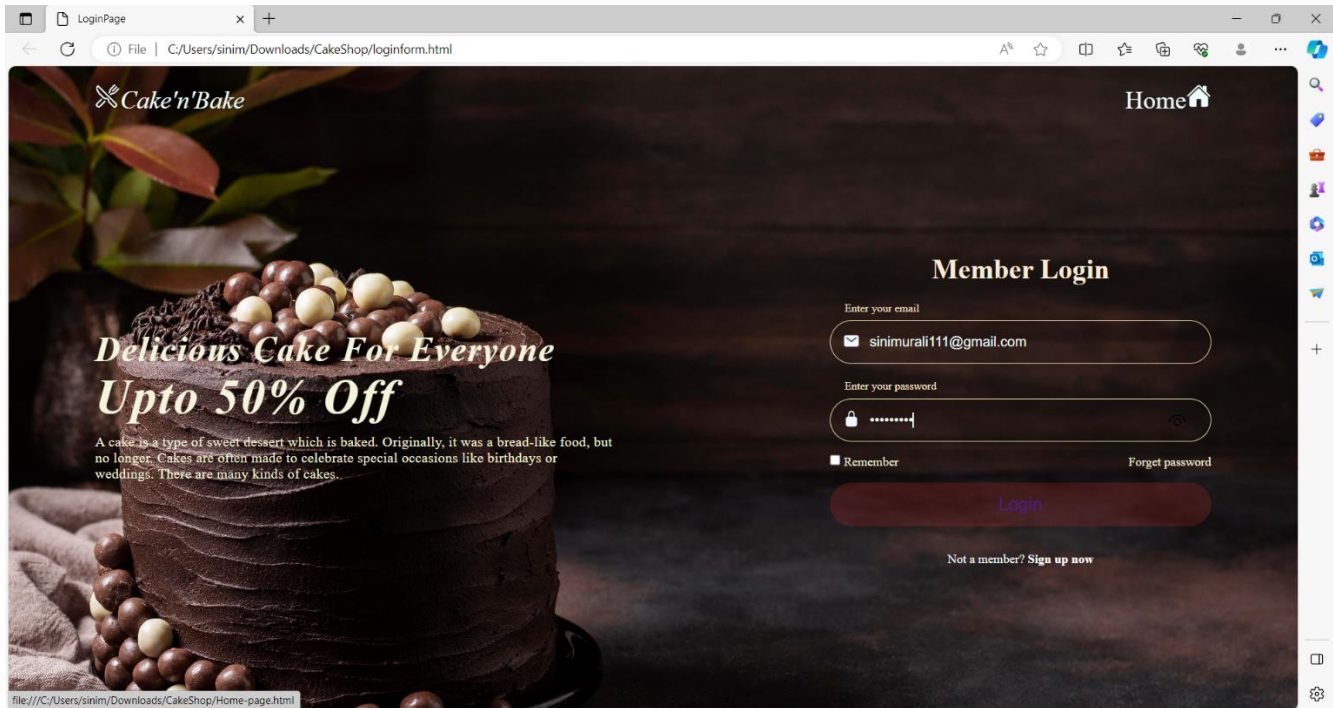 LoginPage
File | C:/Users/sinim/Downloads/CakeShop/loginform.html
Cake'n'Bake
Home
Member Login
Enter your email
sinimurali111@gmail.com
Enter your password
•••••••••
Remember
Forget password
Login
Not a member? Sign up now
Delicious Cake For Everyone
Upto 50% Off
A cake is a type of sweet dessert which is baked. Originally, it was a bread-like food, but
no longer. Cakes are often made to celebrate special occasions like birthdays or
weddings. There are many kinds of cakes..
file:///C:/Users/sinim/Downloads/CakeShop/Home-page.html